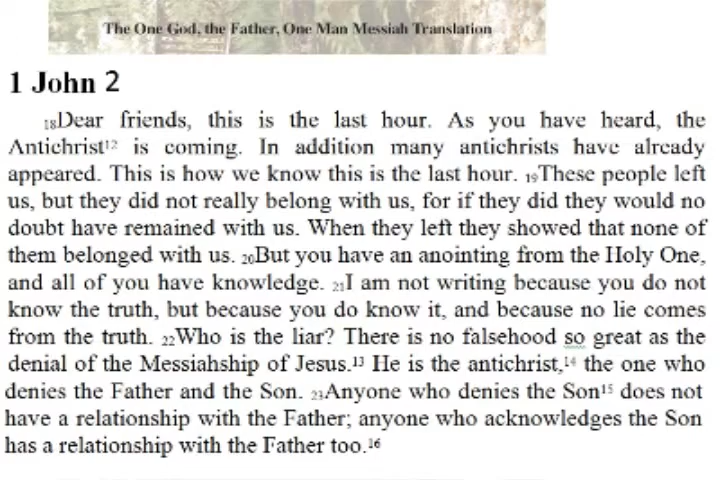 The One God, the Father, One Man Messiah Translation
1 John 2
18Dear friends, this is the last hour. As you have heard, the
Antichrist12 is coming. In addition many antichrists have already
appeared. This is how we know this is the last hour. 19These people left
us, but they did not really belong with us, for if they did they would no
doubt have remained with us. When they left they showed that none of
them belonged with us. 20But you have an anointing from the Holy One,
and all of you have knowledge. 21I am not writing because you do not
know the truth, but because you do know it, and because no lie comes
from the truth. 22Who is the liar? There is no falsehood so great as the
denial of the Messiahship of Jesus.13 He is the antichrist,14 the one who
denies the Father and the Son. 23Anyone who denies the Son15 does not
have a relationship with the Father; anyone who acknowledges the Son
has a relationship with the Father too.16